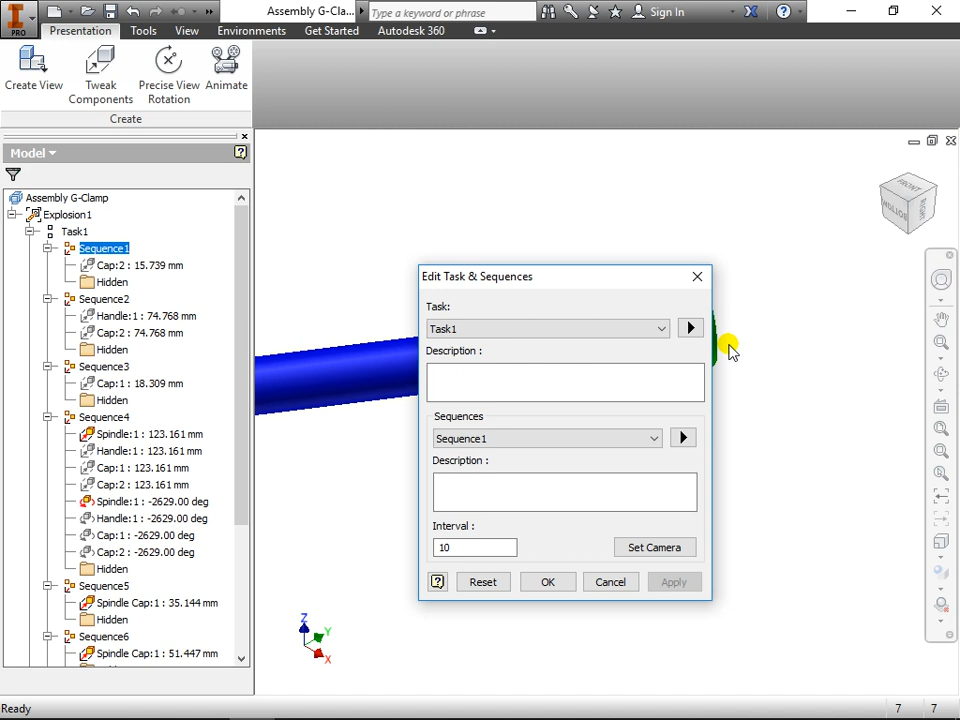 Assembly G-Clam...
Type a keyword or phrase
Sign In
PRO
Presentation
Tools
View
Environments
Get Started
Autodesk 360
Create View
Tweak Components
Precise View Rotation
Animate
Create
Model
Assembly G-Clamp
Explosion1
Task1
Sequence1
Cap:2 : 15.739 mm
Hidden
Sequence2
Handle:1 : 74.768 mm
Cap:2 : 74.768 mm
Hidden
Sequence3
Cap:1 : 18.309 mm
Hidden
Sequence4
Spindle:1 : 123.161 mm
Handle:1 : 123.161 mm
Cap:1 : 123.161 mm
Cap:2 : 123.161 mm
Spindle:1 : -2629.00 deg
Handle:1 : -2629.00 deg
Cap:1 : -2629.00 deg
Cap:2 : -2629.00 deg
Hidden
Sequence5
Spindle Cap:1 : 35.144 mm
Hidden
Sequence6
Spindle Cap:1 : 51.447 mm
FRONT
RIGHT
BOTTOM
Z
Y
X
Edit Task & Sequences
Task:
Task1
Description :
Sequences
Sequence1
Description :
Interval :
10
Set Camera
Reset
OK
Cancel
Apply
Ready
7
7